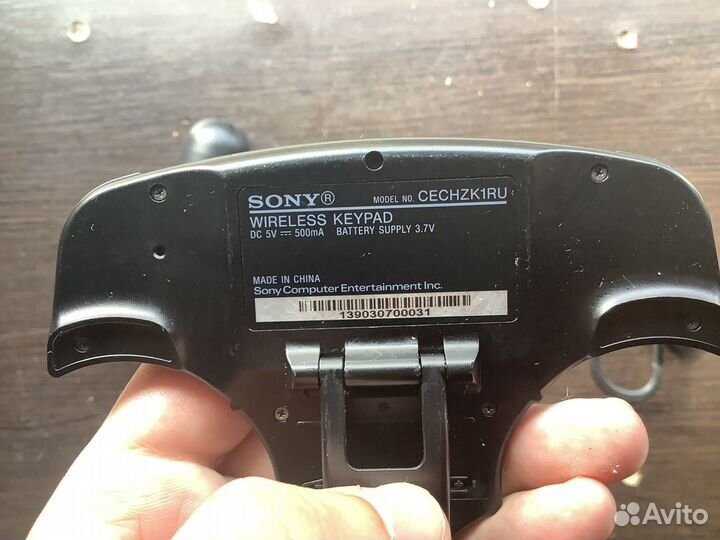 SONY® MODEL NO. CECHZK1RU
WIRELESS KEYPAD
DC 5V ⎓ 500mA BATTERY SUPPLY 3.7V
MADE IN CHINA
Sony Computer Entertainment Inc.
139030700031
Avito